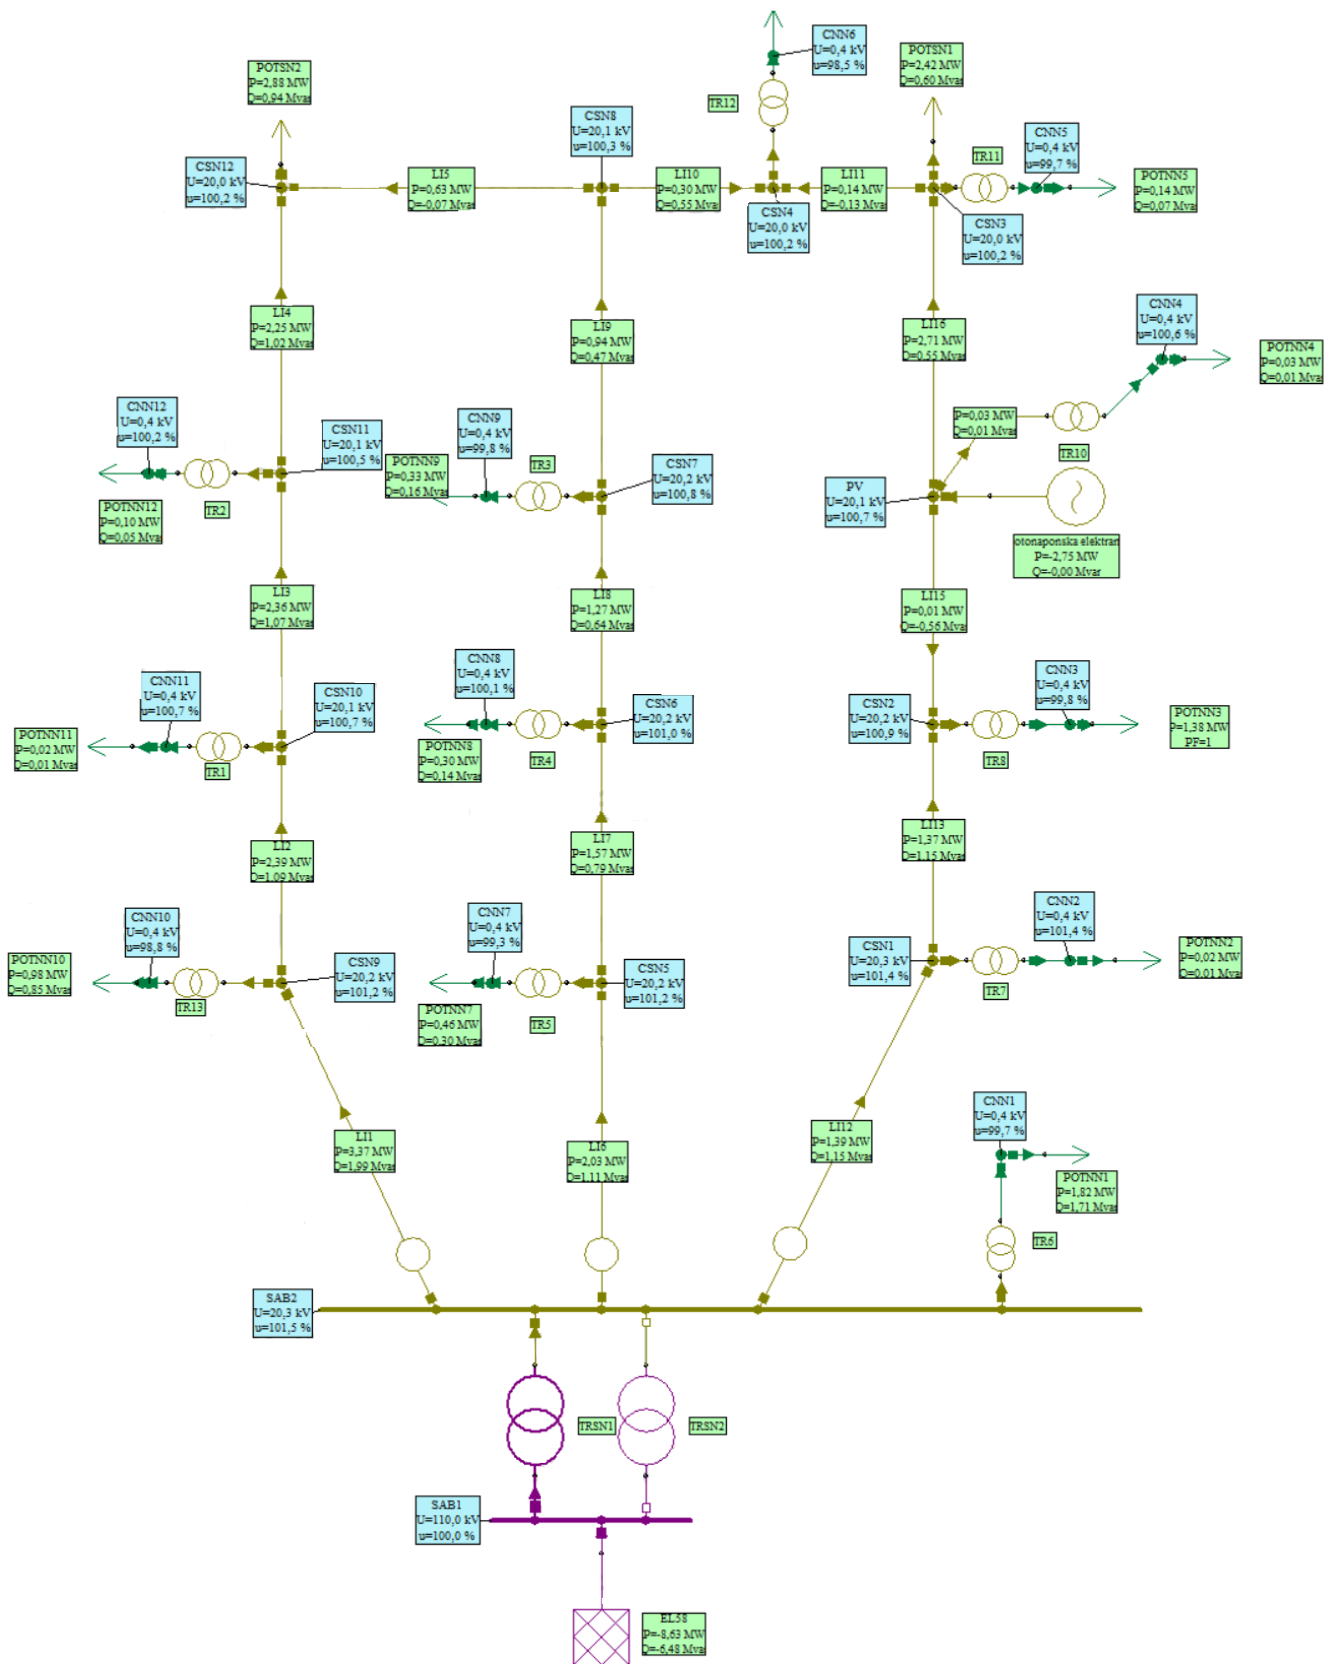 CNN6
U=0,4 kV
u=98,5 %
POTSN1
P=2,42 MW
Q=0,60 Mvar
POTSN2
P=2,88 MW
Q=0,94 Mvar
TR12
CSN8
U=20,1 kV
u=100,3 %
CNN5
U=0,4 kV
u=99,7 %
TR11
CSN12
U=20,0 kV
u=100,2 %
LI5
P=0,63 MW
Q=-0,07 Mvar
LI10
P=0,30 MW
Q=0,55 Mvar
LI11
P=0,14 MW
Q=-0,13 Mvar
POTNN5
P=0,14 MW
Q=0,07 Mvar
CSN4
U=20,0 kV
u=100,2 %
CSN3
U=20,0 kV
u=100,2 %
CNN4
U=0,4 kV
u=100,6 %
LI4
P=2,25 MW
Q=1,02 Mvar
LI9
P=0,94 MW
Q=0,47 Mvar
LI16
P=2,71 MW
Q=0,55 Mvar
POTNN4
P=0,03 MW
Q=0,01 Mvar
CNN12
U=0,4 kV
u=100,2 %
CSN11
U=20,1 kV
u=100,5 %
CNN9
U=0,4 kV
u=99,8 %
P=0,03 MW
Q=0,01 Mvar
TR10
POTNN9
P=0,33 MW
Q=0,16 Mvar
TR3
CSN7
U=20,2 kV
u=100,8 %
PV
U=20,1 kV
u=100,7 %
TR2
POTNN12
P=0,10 MW
Q=0,05 Mvar
otonaponska elektran
P=-2,75 MW
Q=-0,00 Mvar
LI3
P=2,36 MW
Q=1,07 Mvar
LI8
P=1,27 MW
Q=0,64 Mvar
LI15
P=0,01 MW
Q=-0,56 Mvar
CNN11
U=0,4 kV
u=100,7 %
CSN10
U=20,1 kV
u=100,7 %
CNN8
U=0,4 kV
u=100,1 %
CSN6
U=20,2 kV
u=101,0 %
CSN2
U=20,2 kV
u=100,9 %
CNN3
U=0,4 kV
u=99,8 %
POTNN11
P=0,02 MW
Q=0,01 Mvar
TR1
POTNN8
P=0,30 MW
Q=0,14 Mvar
TR4
TR8
POTNN3
P=1,38 MW
PF=1
LI2
P=2,39 MW
Q=1,09 Mvar
LI7
P=1,57 MW
Q=0,79 Mvar
LI13
P=1,37 MW
Q=1,15 Mvar
CNN10
U=0,4 kV
u=98,8 %
CNN7
U=0,4 kV
u=99,3 %
CNN2
U=0,4 kV
u=101,4 %
POTNN10
P=0,98 MW
Q=0,85 Mvar
TR13
CSN9
U=20,2 kV
u=101,2 %
POTNN7
P=0,46 MW
Q=0,30 Mvar
TR5
CSN5
U=20,2 kV
u=101,2 %
CSN1
U=20,3 kV
u=101,4 %
TR7
POTNN2
P=0,02 MW
Q=0,01 Mvar
LI1
P=3,37 MW
Q=1,99 Mvar
LI6
P=2,03 MW
Q=1,11 Mvar
LI12
P=1,39 MW
Q=1,15 Mvar
CNN1
U=0,4 kV
u=99,7 %
POTNN1
P=1,82 MW
Q=1,71 Mvar
TR6
SAB2
U=20,3 kV
u=101,5 %
TRSN1
TRSN2
SAB1
U=110,0 kV
u=100,0 %
EL58
P=-8,63 MW
Q=-6,48 Mvar